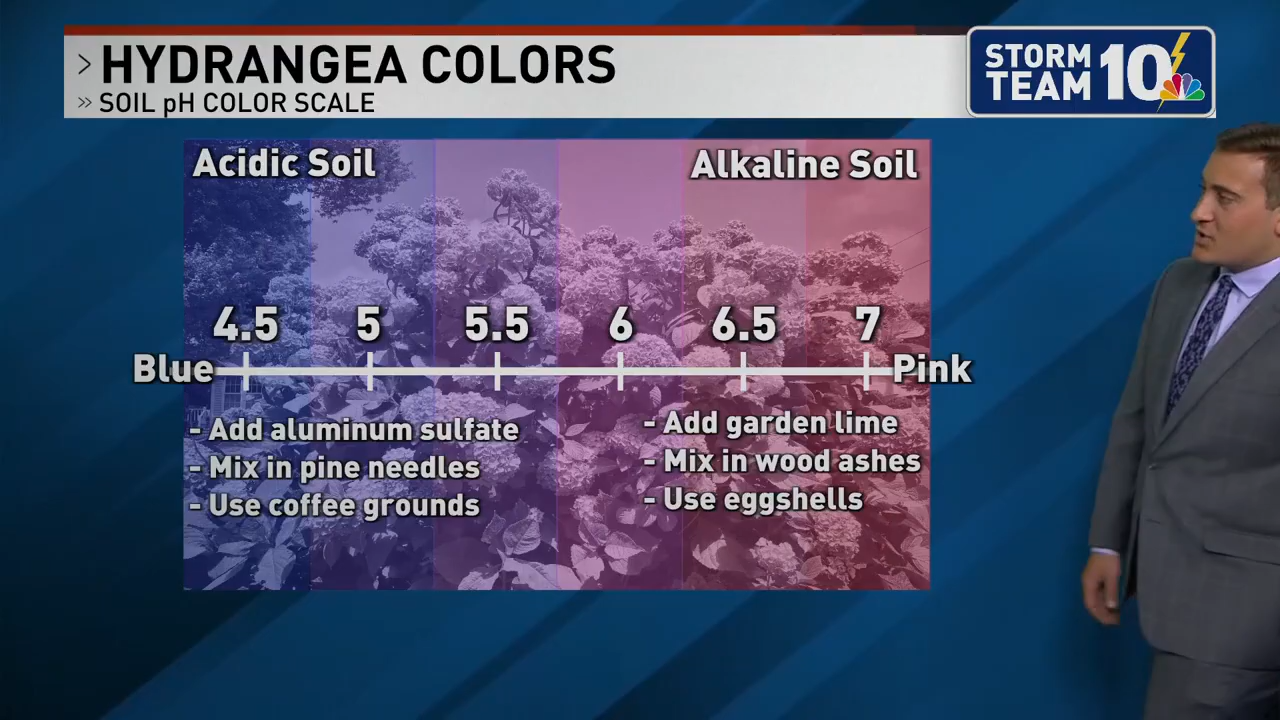 > HYDRANGEA COLORS
» SOIL pH COLOR SCALE
STORM
TEAM 10
Acidic Soil
Alkaline Soil
4.5 5 5.5 6 6.5 7
Blue Pink
- Add aluminum sulfate
- Mix in pine needles
- Use coffee grounds
- Add garden lime
- Mix in wood ashes
- Use eggshells